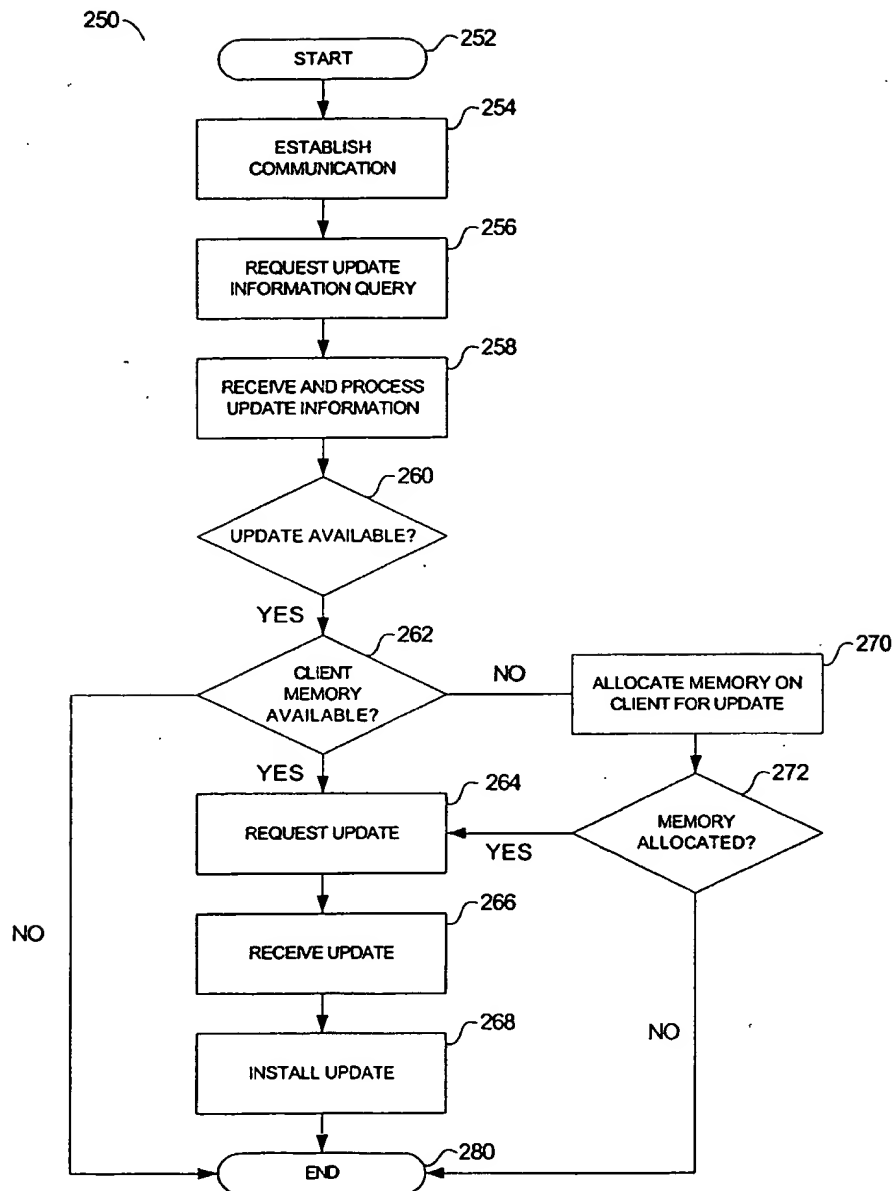 250
START
252
254
ESTABLISH
COMMUNICATION
256
REQUEST UPDATE
INFORMATION QUERY
258
RECEIVE AND PROCESS
UPDATE INFORMATION
260
UPDATE AVAILABLE?
YES
262
CLIENT
MEMORY
AVAILABLE?
NO
270
ALLOCATE MEMORY ON
CLIENT FOR UPDATE
YES
264
REQUEST UPDATE
YES
272
MEMORY
ALLOCATED?
266
RECEIVE UPDATE
NO
268
INSTALL UPDATE
NO
280
END